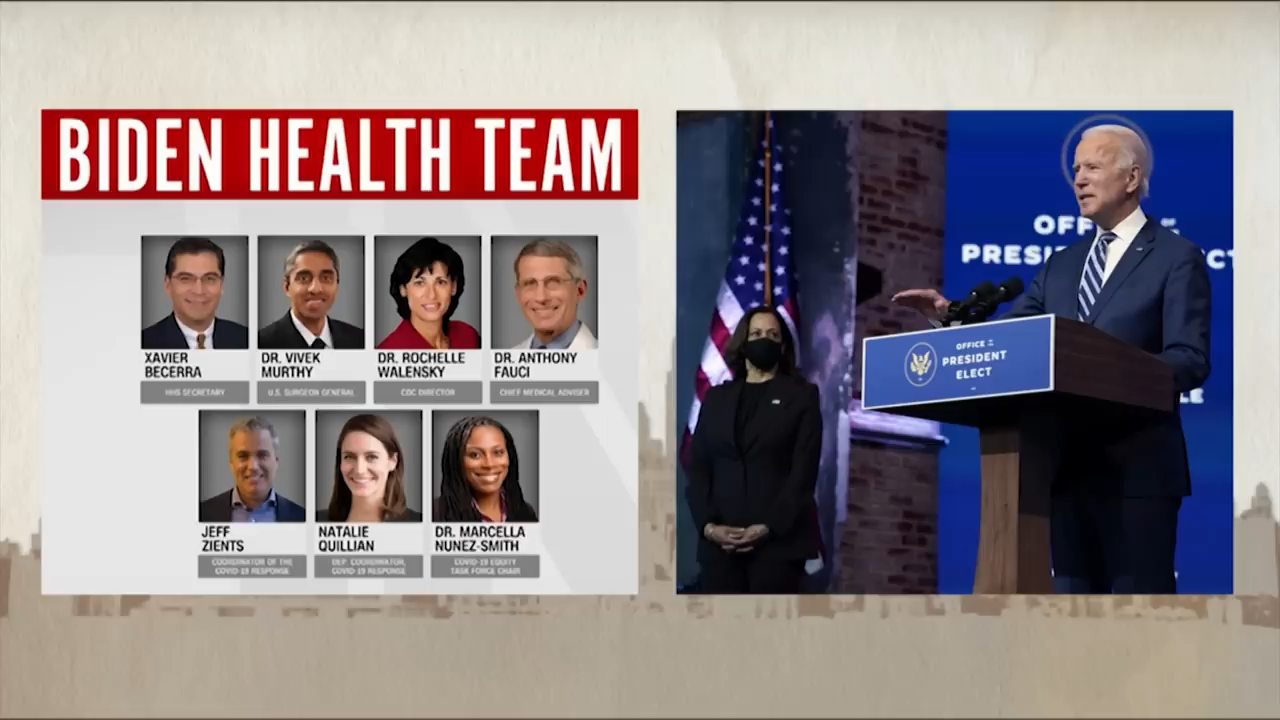 BIDEN HEALTH TEAM
XAVIER
BECERRA
HHS SECRETARY
DR. VIVEK
MURTHY
U.S. SURGEON GENERAL
DR. ROCHELLE
WALENSKY
CDC DIRECTOR
DR. ANTHONY
FAUCI
CHIEF MEDICAL ADVISER
JEFF
ZIENTS
COORDINATOR OF THE
COVID-19 RESPONSE
NATALIE
QUILLIAN
DEP. COORDINATOR,
COVID-19 RESPONSE
DR. MARCELLA
NUNEZ-SMITH
COVID-19 EQUITY
TASK FORCE CHAIR
OFFICE OF THE
PRESIDENT
ELECT